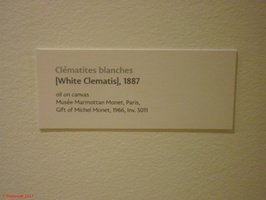 Clématites blanches
[White Clematis], 1887
oil on canvas
Musée Marmottan Monet, Paris,
Gift of Michel Monet, 1966, Inv. 5011